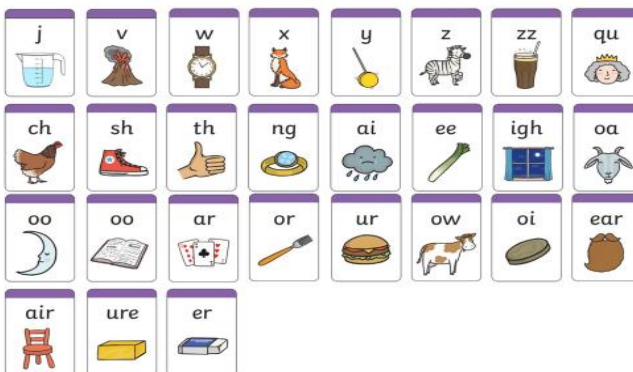 j v w x y z zz qu
ch sh th ng ai ee igh oa
oo oo ar or ur ow oi ear
air ure er